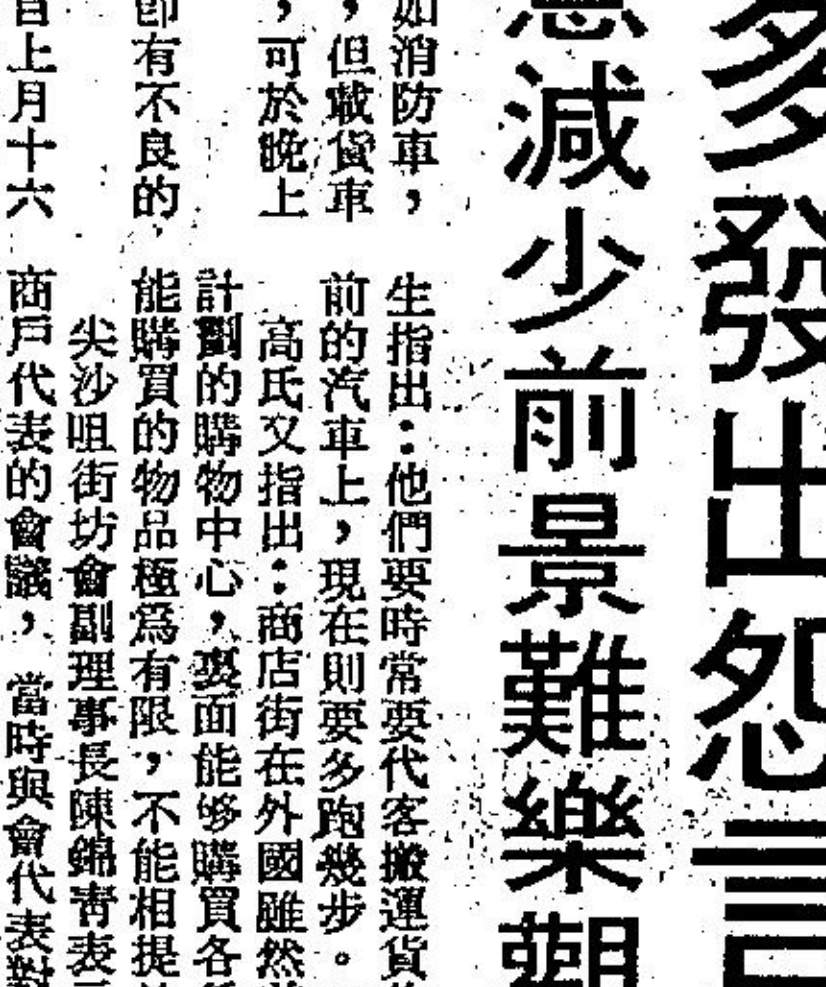 多發出怨言
減少前景難樂觀
如消防車，
，但載貨車
，可於晚上
即有不良的
自上月十六
生指出：他們要時常要代客搬運貨
前的汽車上，現在則要多跑幾步。
高氏又指出：商店街在外國雖然
計劃的購物中心，裏面能够購買各
能購買的物品極爲有限，不能相提
尖沙咀街坊會副理事長陳錦靑表示
商戶代表的會議，當時與會代表對